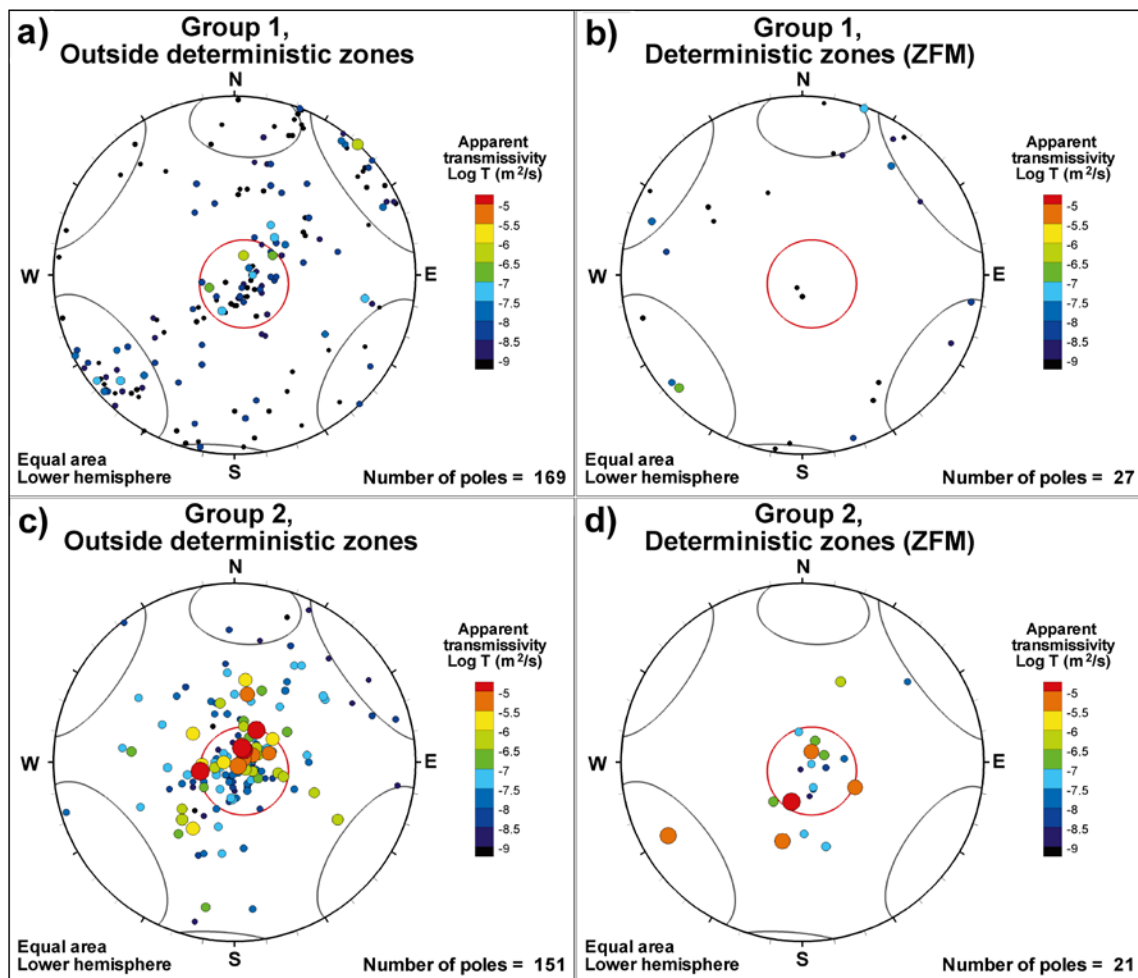 a)
Group 1,
Outside deterministic zones
N
W
E
S
Apparent
transmissivity
Log T (m²/s)
-5
-5.5
-6
-6.5
-7
-7.5
-8
-8.5
-9
Equal area
Lower hemisphere
Number of poles = 169
b)
Group 1,
Deterministic zones (ZFM)
N
W
E
S
Apparent
transmissivity
Log T (m²/s)
-5
-5.5
-6
-6.5
-7
-7.5
-8
-8.5
-9
Equal area
Lower hemisphere
Number of poles = 27
c)
Group 2,
Outside deterministic zones
N
W
E
S
Apparent
transmissivity
Log T (m²/s)
-5
-5.5
-6
-6.5
-7
-7.5
-8
-8.5
-9
Equal area
Lower hemisphere
Number of poles = 151
d)
Group 2,
Deterministic zones (ZFM)
N
W
E
S
Apparent
transmissivity
Log T (m²/s)
-5
-5.5
-6
-6.5
-7
-7.5
-8
-8.5
-9
Equal area
Lower hemisphere
Number of poles = 21